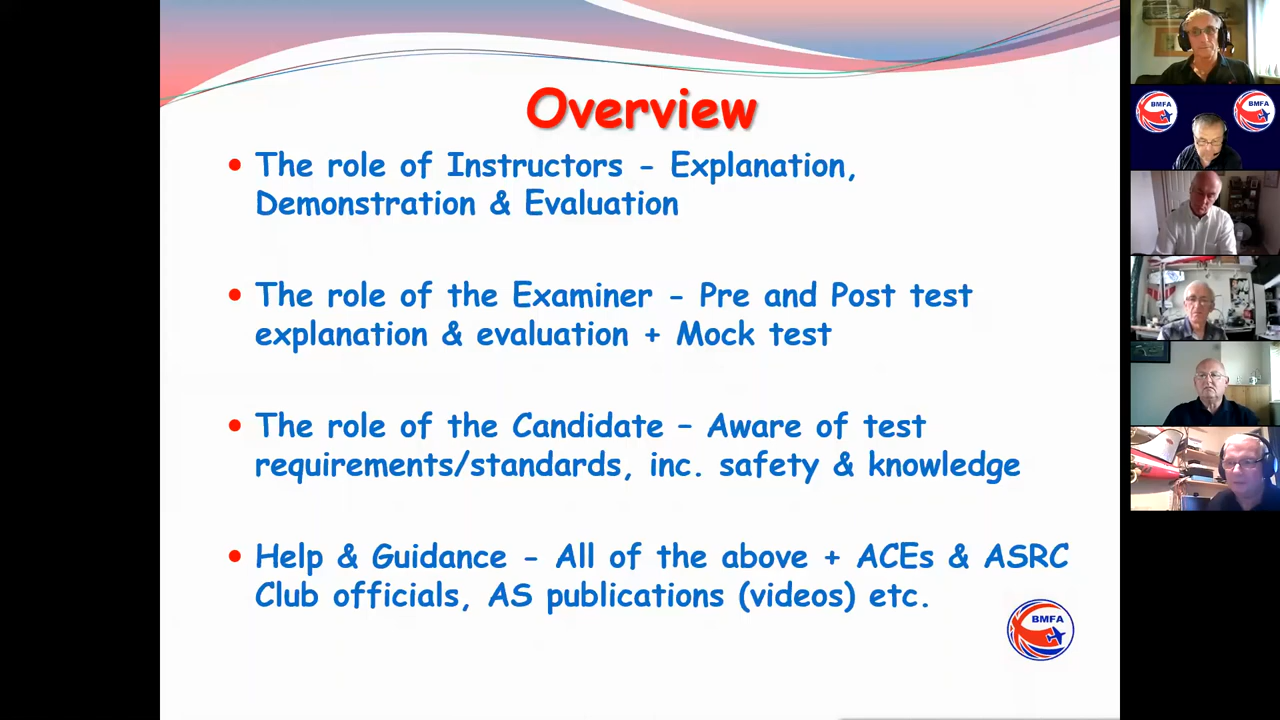 Overview
The role of Instructors - Explanation,
Demonstration & Evaluation
The role of the Examiner - Pre and Post test
explanation & evaluation + Mock test
The role of the Candidate – Aware of test
requirements/standards, inc. safety & knowledge
Help & Guidance - All of the above + ACEs & ASRC
Club officials, AS publications (videos) etc.
BMFA
BMFA
BMFA